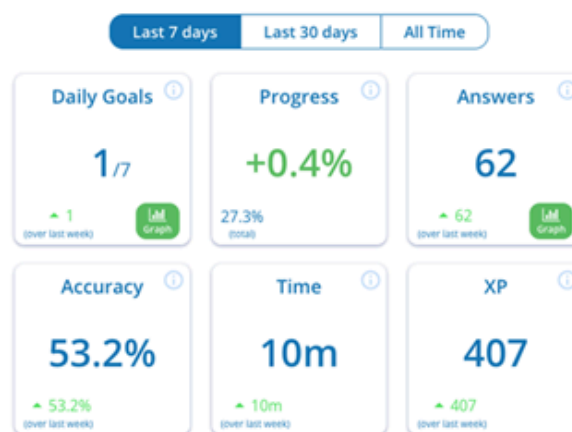 Last 7 days
Last 30 days
All Time
Daily Goals
1/7
1
(over last week)
Graph
Progress
+0.4%
27.3%
(total)
Answers
62
62
(over last week)
Graph
Accuracy
53.2%
53.2%
(over last week)
Time
10m
10m
(over last week)
XP
407
407
(over last week)